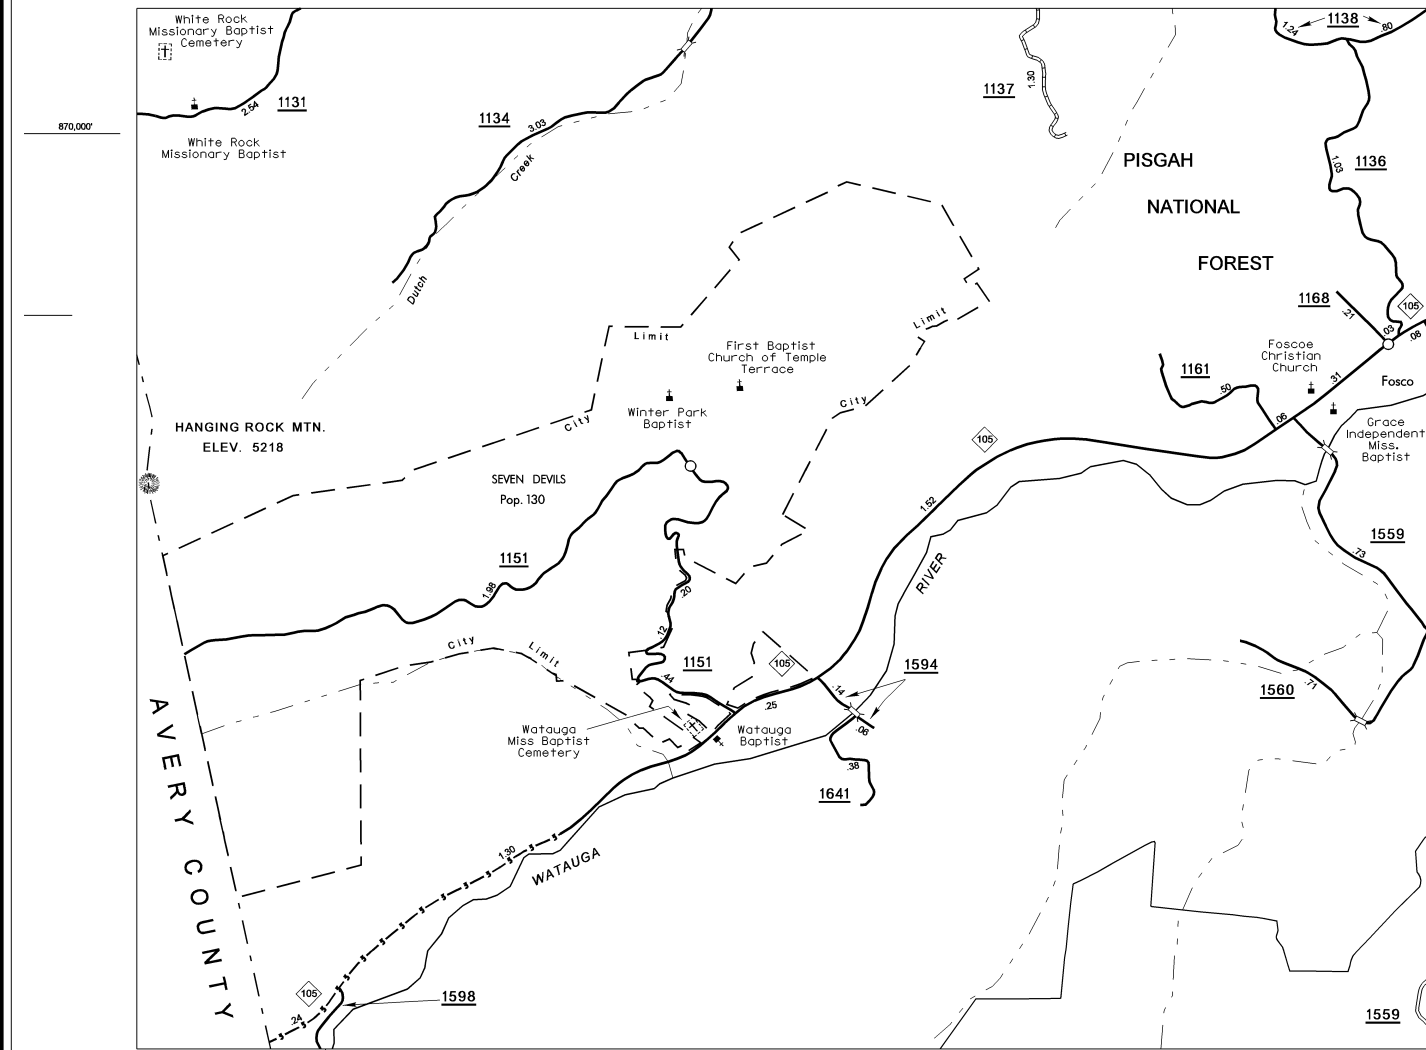 White Rock
Missionary Baptist
Cemetery
2.54
1131
870,000'
White Rock
Missionary Baptist
1134
3.03
Creek
Dutch
1137
1.30
1.24
1138
.80
PISGAH
NATIONAL
FOREST
1.03
1136
1168
.21
105
.03
.08
Foscoe
Christian
Church
.31
Fosco
1161
.50
.06
Grace
Independent
Miss.
Baptist
Limit
Limit
First Baptist
Church of Temple
Terrace
Winter Park
Baptist
City
City
HANGING ROCK MTN.
ELEV. 5218
SEVEN DEVILS
Pop. 130
105
1.52
RIVER
1559
.73
1151
1.98
.20
.12
City
Limit
1151
.44
105
.25
.14
1594
.06
1560
.71
Watauga
Miss Baptist
Cemetery
Watauga
Baptist
.38
1641
AVERY COUNTY
1.30
WATAUGA
105
.24
1598
1559